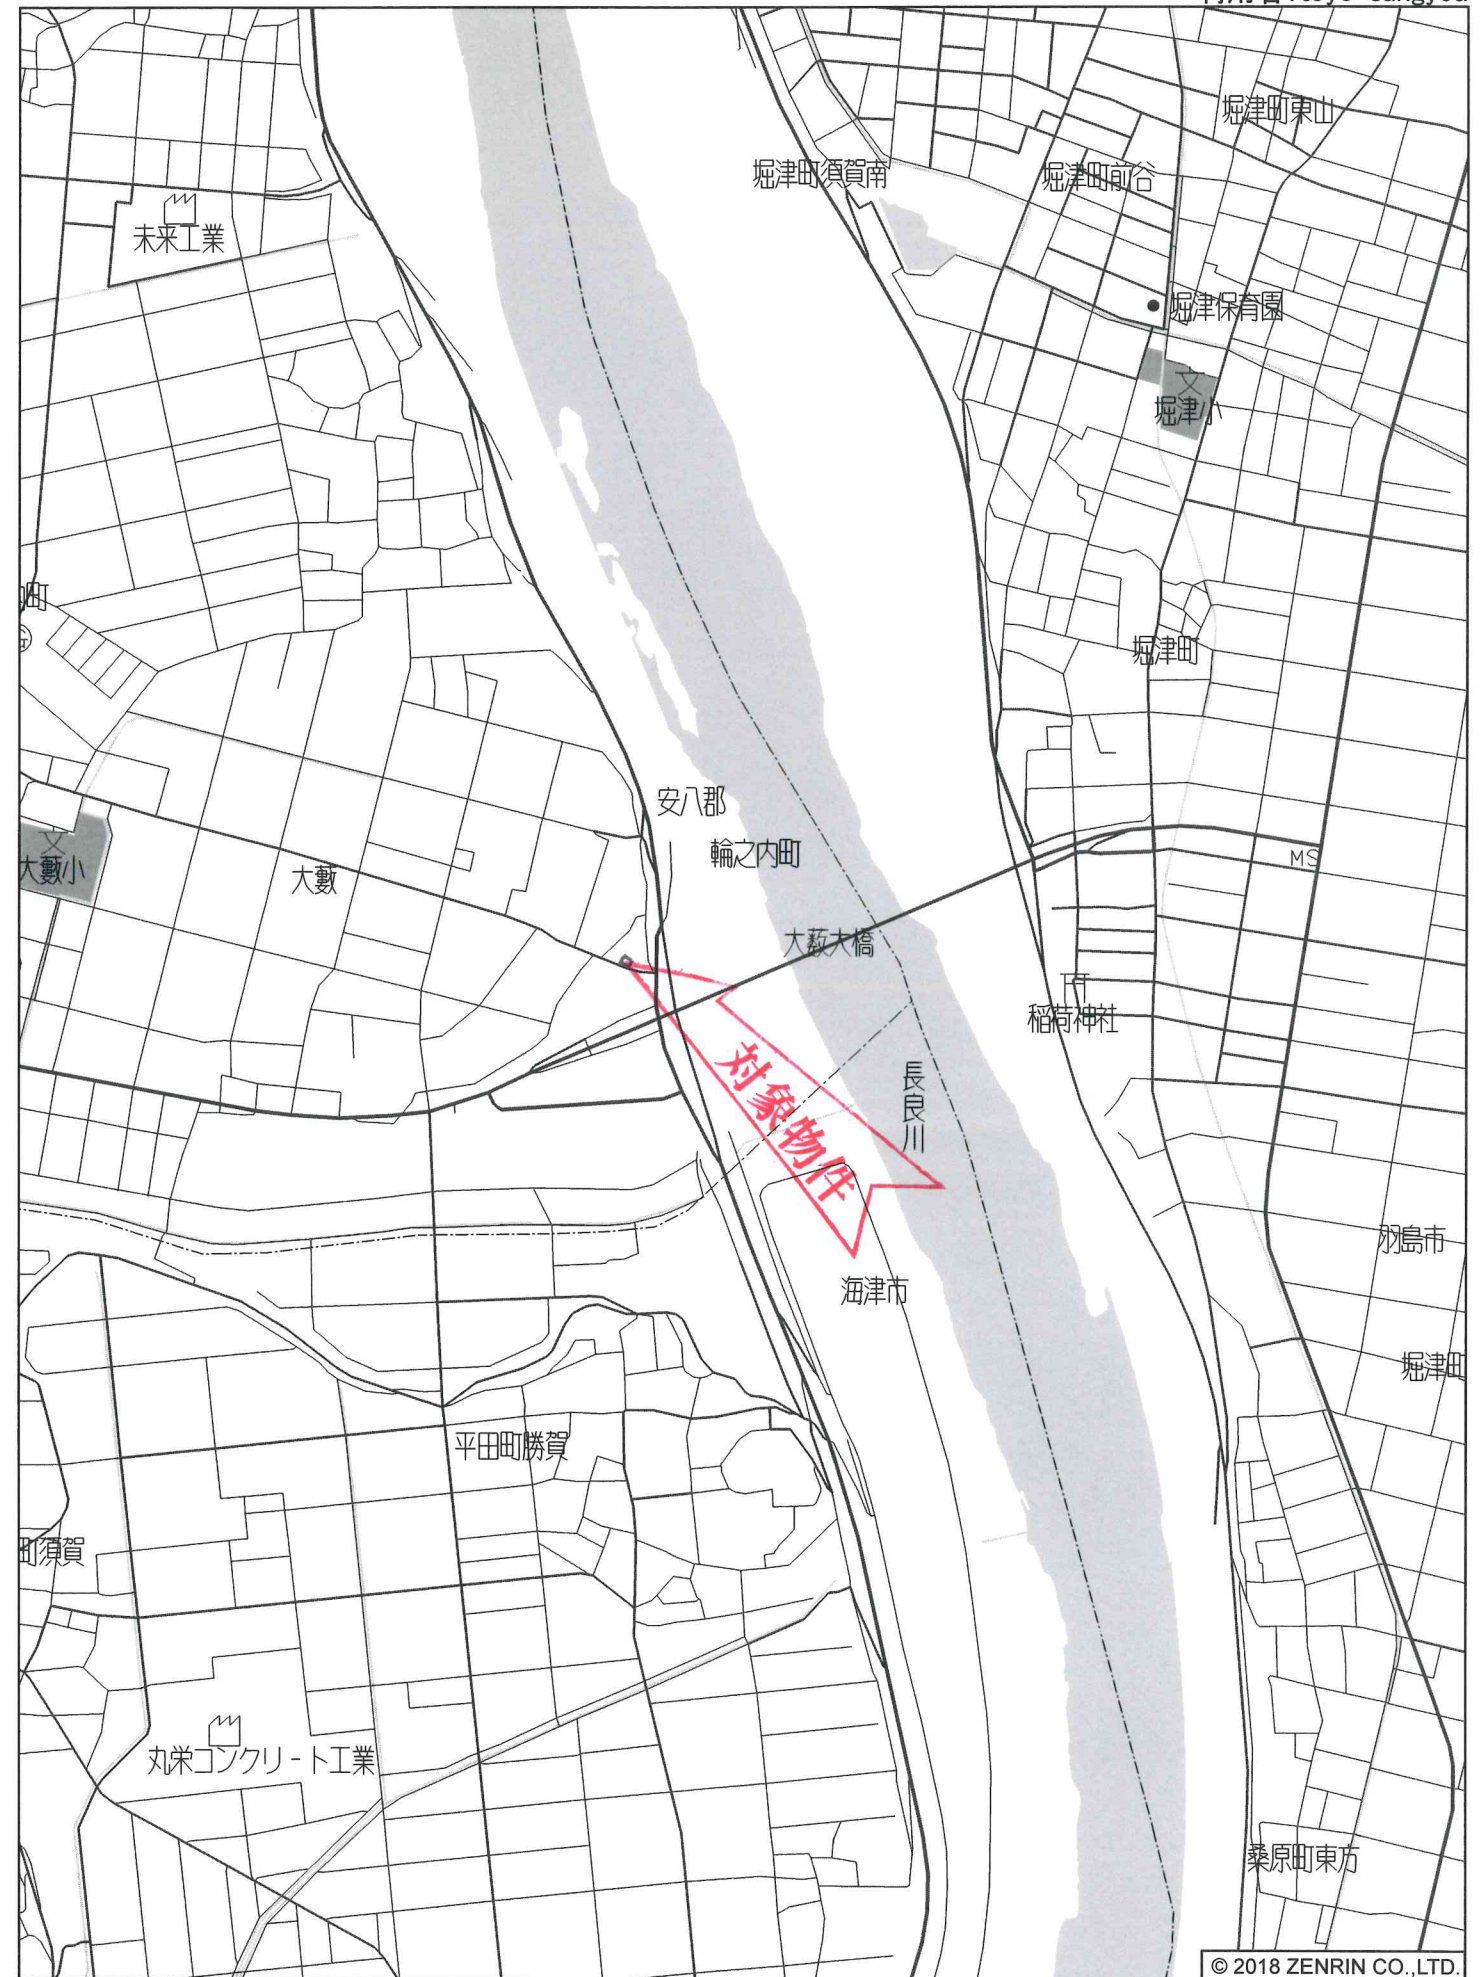 堀津町東山
堀津町須賀南
堀津町前谷
未来工業
堀津保育園
文
堀津小
町
堀津町
安八郡
輪之内町
文
大藪小
大藪
MS
大薮大橋
稲荷神社
対象物件
長良川
羽島市
海津市
堀津町
平田町勝賀
町須賀
丸栄コンクリート工業
桑原町東方
© 2018 ZENRIN CO.,LTD.